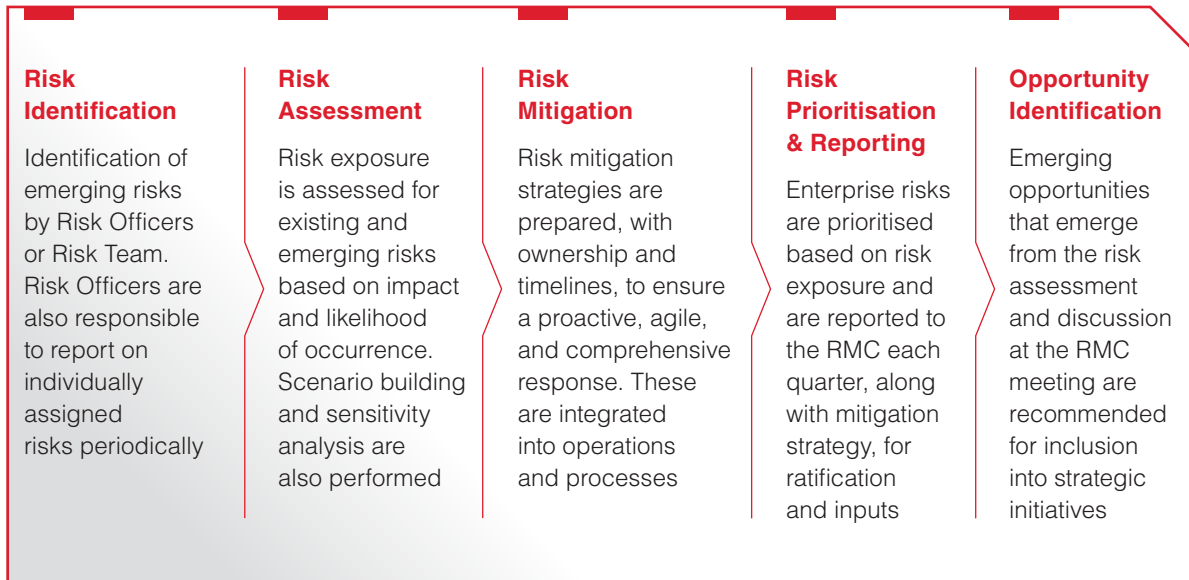 Risk
Identification
Identification of
emerging risks
by Risk Officers
or Risk Team.
Risk Officers are
also responsible
to report on
individually
assigned
risks periodically
Risk
Assessment
Risk exposure
is assessed for
existing and
emerging risks
based on impact
and likelihood
of occurrence.
Scenario building
and sensitivity
analysis are
also performed
Risk
Mitigation
Risk mitigation
strategies are
prepared, with
ownership and
timelines, to ensure
a proactive, agile,
and comprehensive
response. These
are integrated
into operations
and processes
Risk
Prioritisation
& Reporting
Enterprise risks
are prioritised
based on risk
exposure and
are reported to
the RMC each
quarter, along
with mitigation
strategy, for
ratification
and inputs
Opportunity
Identification
Emerging
opportunities
that emerge
from the risk
assessment
and discussion
at the RMC
meeting are
recommended
for inclusion
into strategic
initiatives